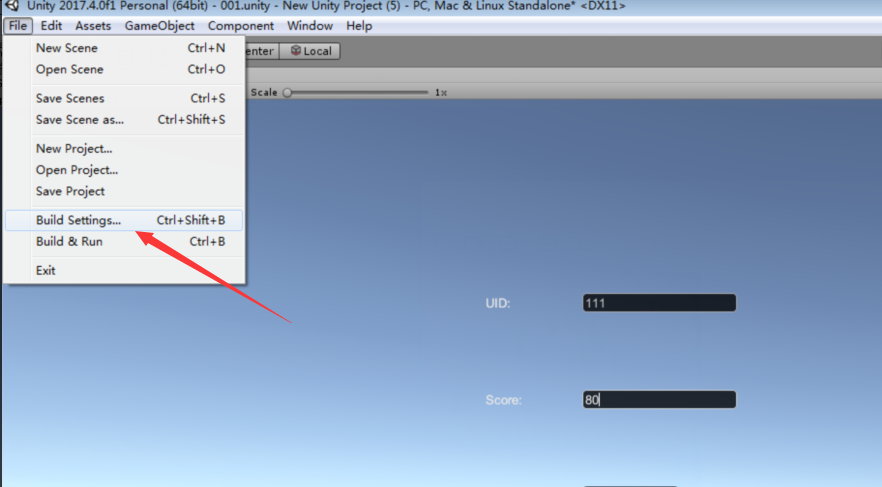 Unity 2017.4.0f1 Personal (64bit) - 001.unity - New Unity Project (5) - PC, Mac & Linux Standalone* <DX11>
File Edit Assets GameObject Component Window Help
New Scene Ctrl+N
enter Local
Open Scene Ctrl+O
Scale 1x
Save Scenes Ctrl+S
Save Scene as... Ctrl+Shift+S
New Project...
Open Project...
Save Project
Build Settings... Ctrl+Shift+B
Build & Run Ctrl+B
Exit
UID: 111
Score: 80